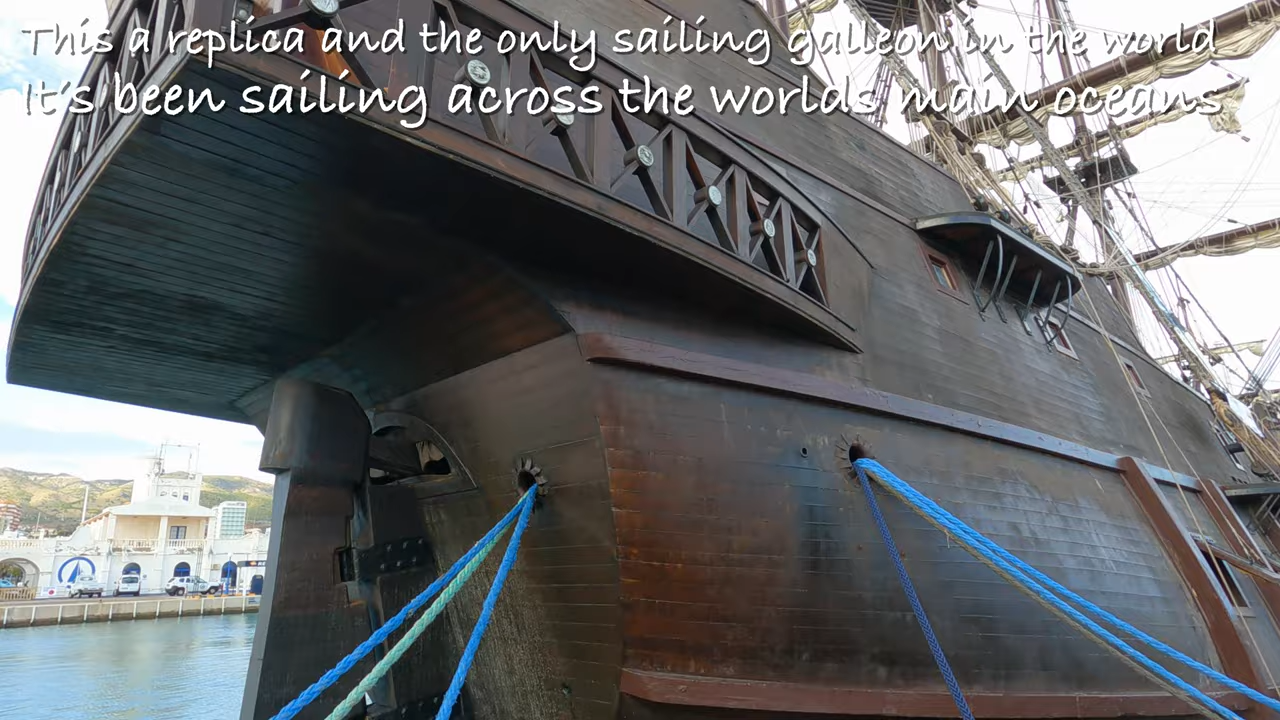 This a replica and the only sailing galleon in the world
It's been sailing across the worlds main oceans